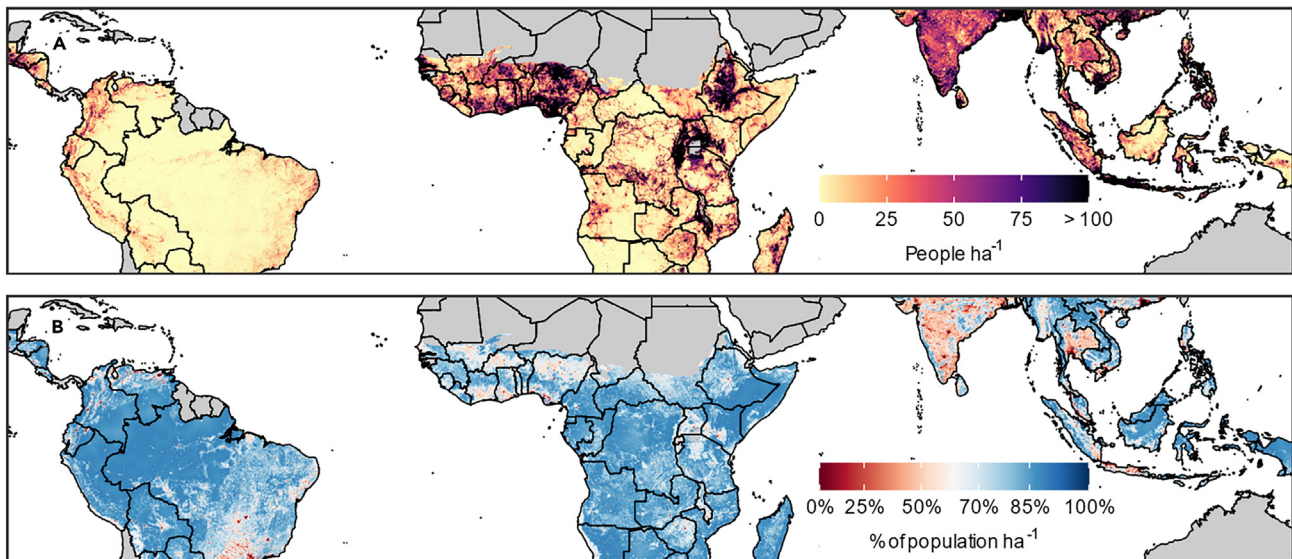 A
0 25 50 75 > 100
People ha⁻¹
B
0% 25% 50% 70% 85% 100%
% of population ha⁻¹